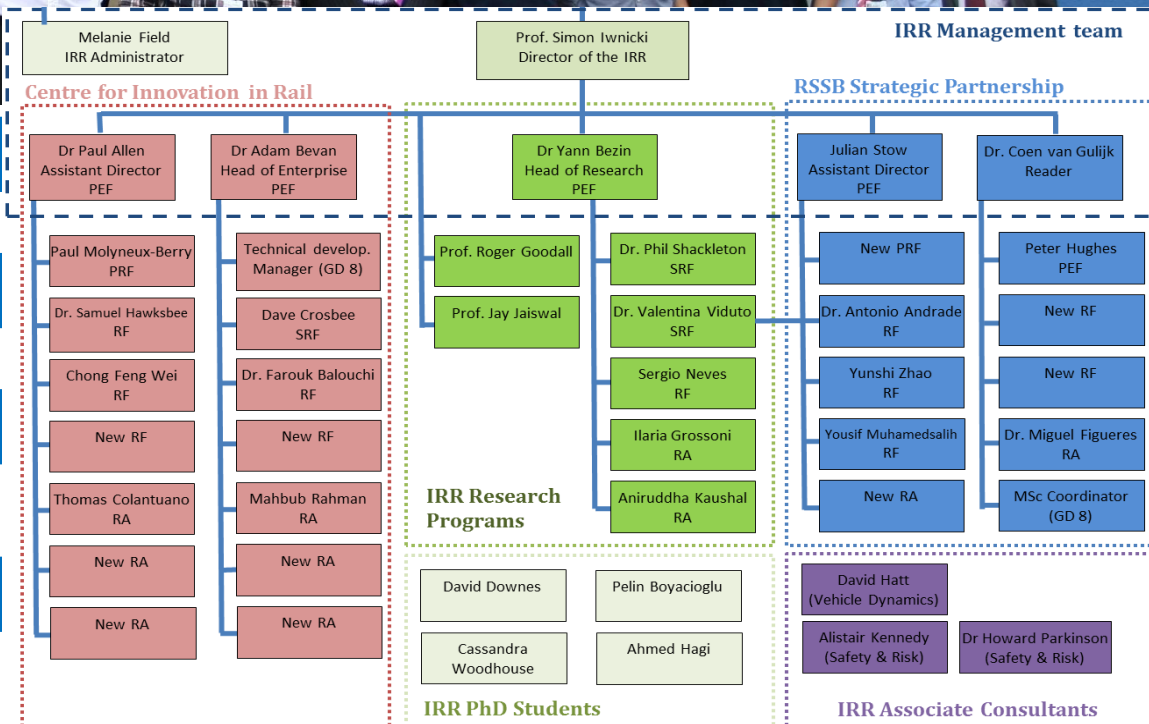 Melanie Field
IRR Administrator
Prof. Simon Iwnicki
Director of the IRR
IRR Management team
Centre for Innovation in Rail
RSSB Strategic Partnership
Dr Paul Allen
Assistant Director
PEF
Dr Adam Bevan
Head of Enterprise
PEF
Dr Yann Bezin
Head of Research
PEF
Julian Stow
Assistant Director
PEF
Dr. Coen van Gulijk
Reader
Paul Molyneux-Berry
PRF
Dr. Samuel Hawksbee
RF
Chong Feng Wei
RF
New RF
Thomas Colantuano
RA
New RA
New RA
Technical develop.
Manager (GD 8)
Dave Crosbee
SRF
Dr. Farouk Balouchi
RF
New RF
Mahbub Rahman
RA
New RA
New RA
Prof. Roger Goodall
Prof. Jay Jaiswal
Dr. Phil Shackleton
SRF
Dr. Valentina Viduto
SRF
Sergio Neves
RF
Ilaria Grossoni
RA
Aniruddha Kaushal
RA
IRR Research
Programs
New PRF
Dr. Antonio Andrade
RF
Yunshi Zhao
RF
Yousif Muhamedsalih
RF
New RA
Peter Hughes
PEF
New RF
New RF
Dr. Miguel Figueres
RA
MSc Coordinator
(GD 8)
David Downes
Pelin Boyacioglu
Cassandra
Woodhouse
Ahmed Hagi
IRR PhD Students
David Hatt
(Vehicle Dynamics)
Alistair Kennedy
(Safety & Risk)
Dr Howard Parkinson
(Safety & Risk)
IRR Associate Consultants